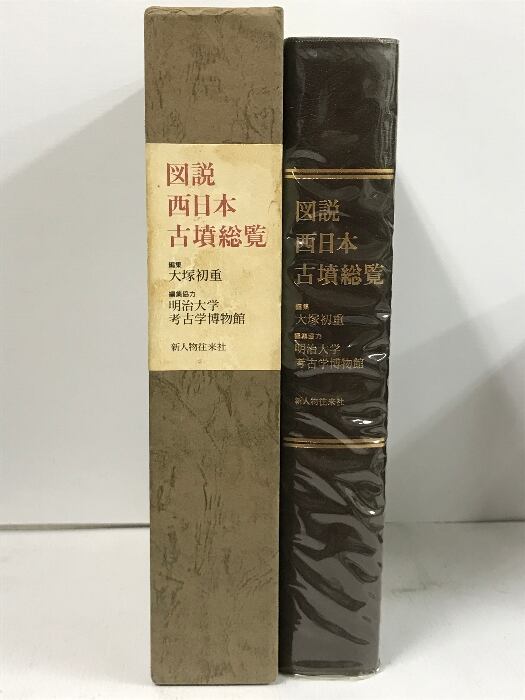 図説
西日本
古墳総覧
編集
大塚初重
編集協力
明治大学
考古学博物館
新人物往来社
図説
西日本
古墳総覧
編集
大塚初重
編集協力
明治大学
考古学博物館
新人物往来社